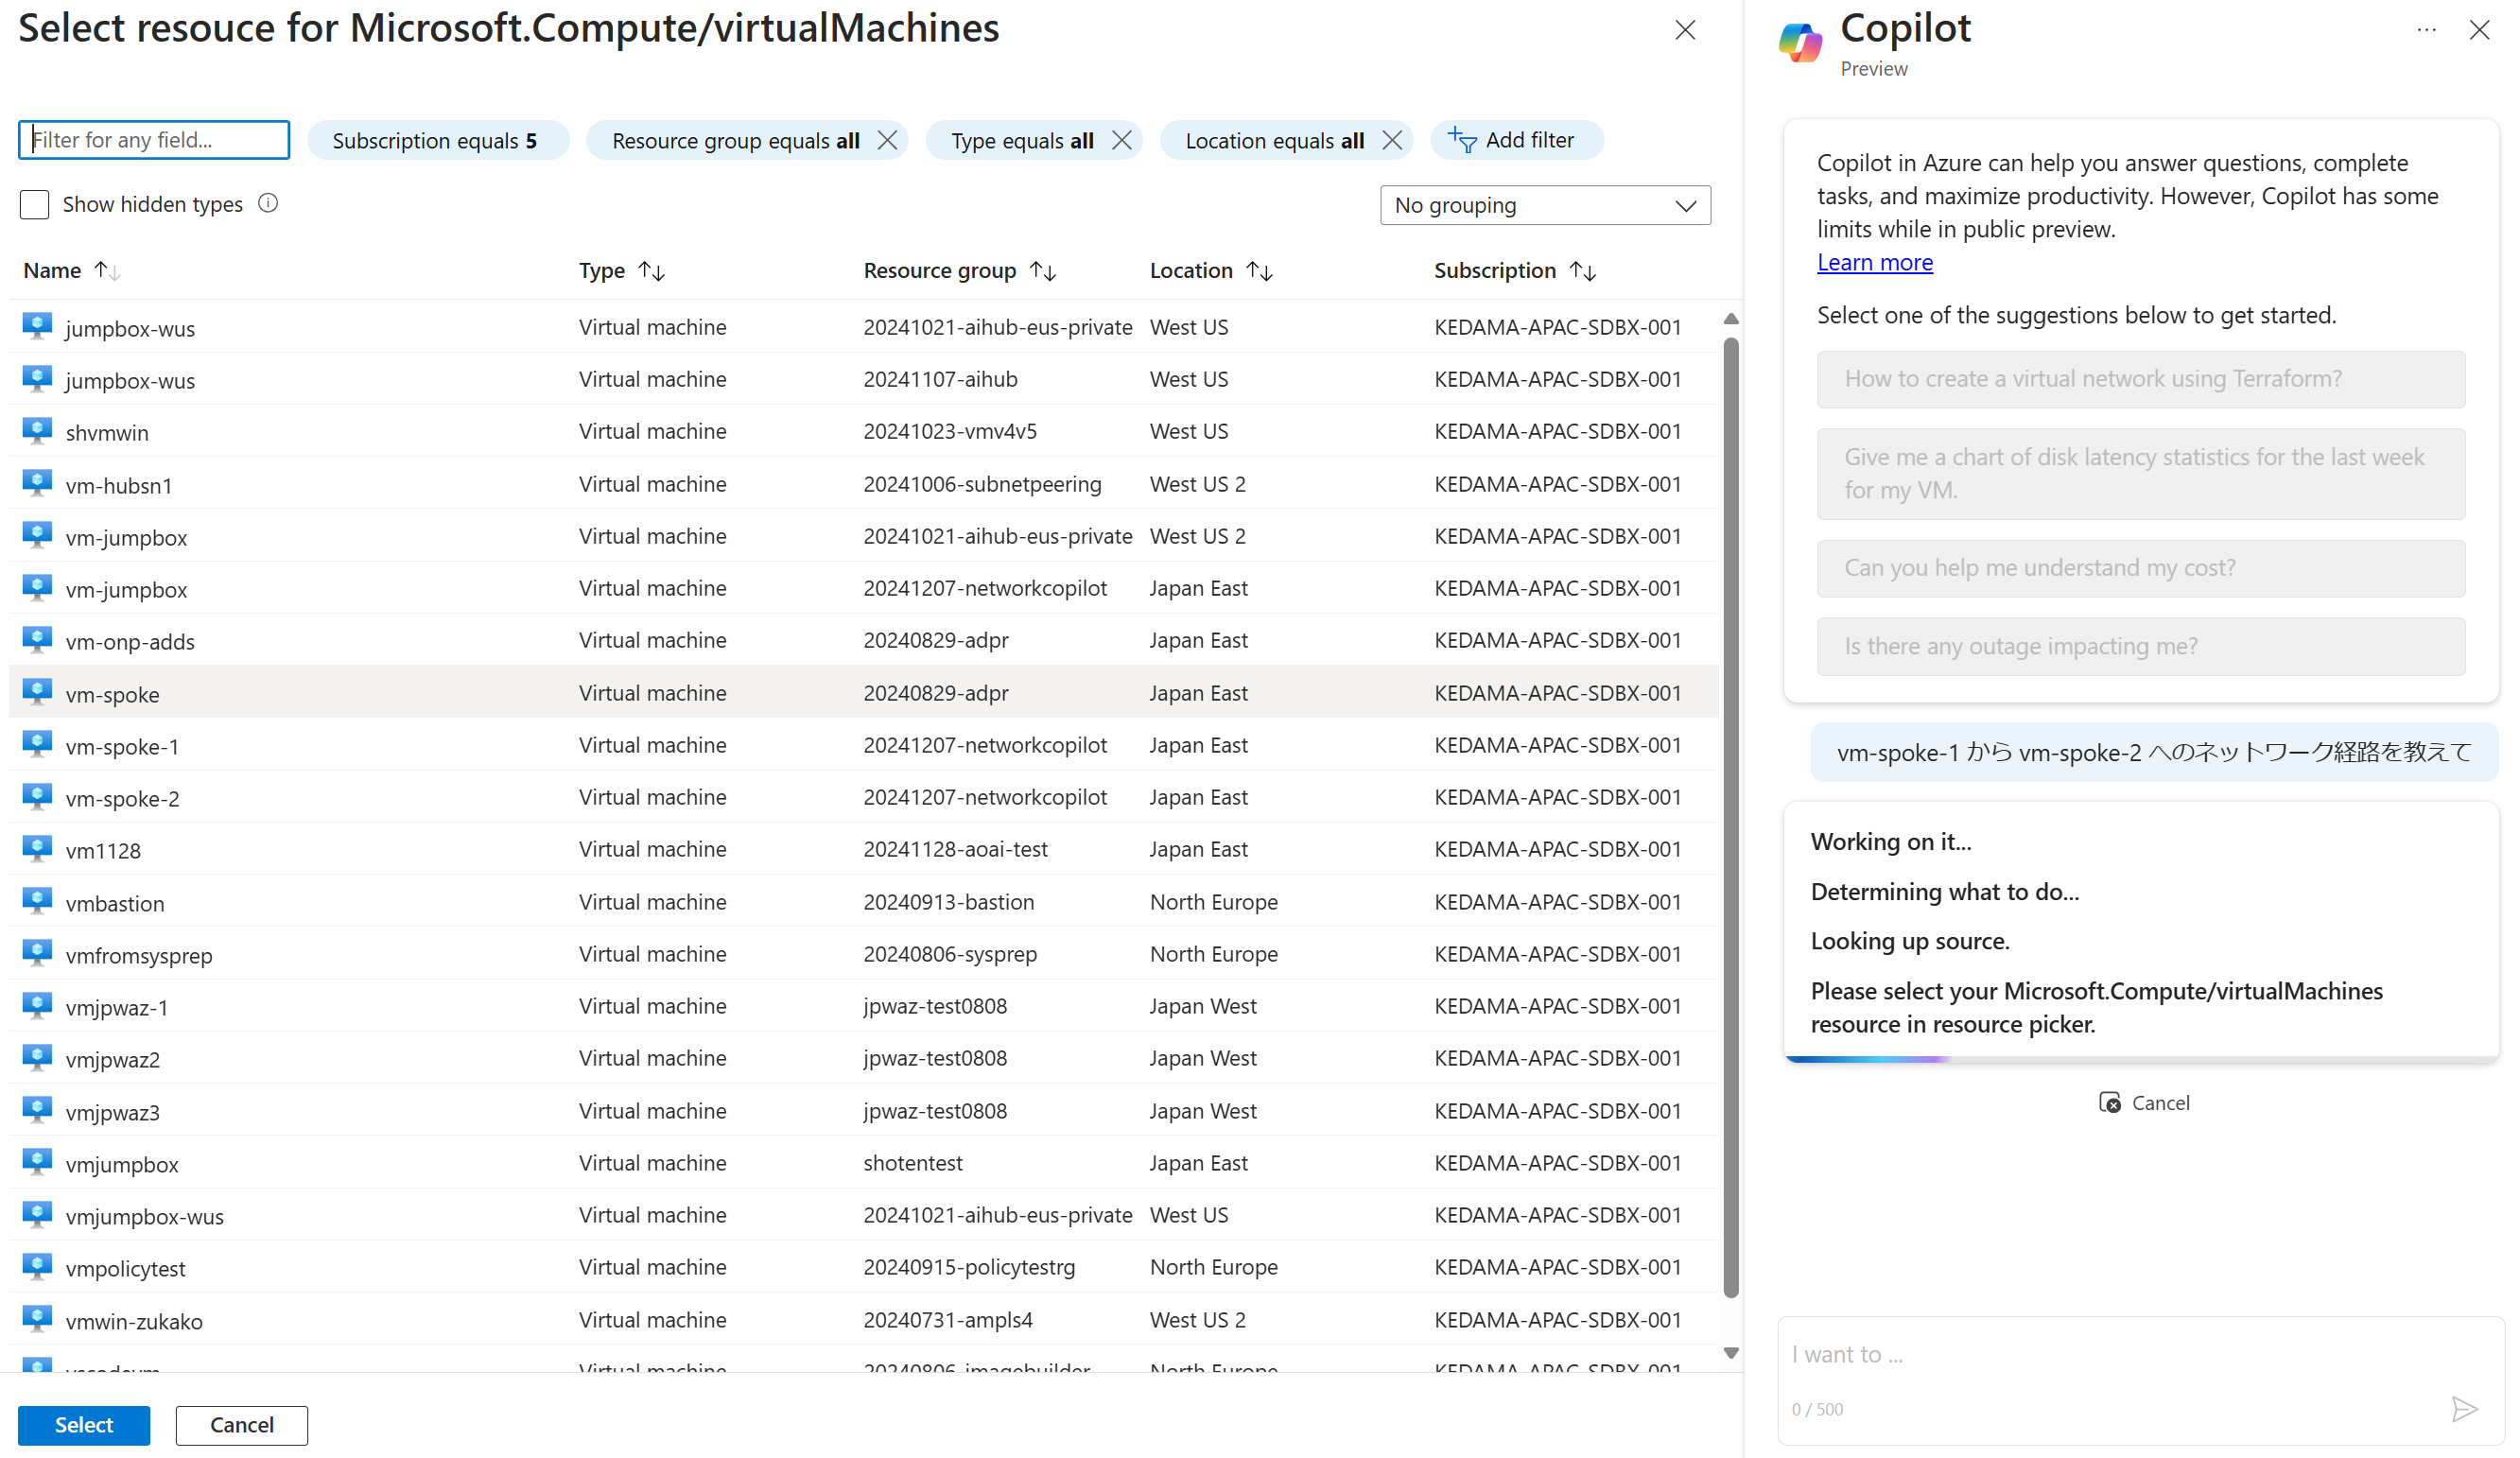 Select resouce for Microsoft.Compute/virtualMachines
Filter for any field...
Subscription equals 5
Resource group equals all
Type equals all
Location equals all
Add filter
Show hidden types
No grouping
Name Type Resource group Location Subscription
jumpbox-wus Virtual machine 20241021-aihub-eus-private West US KEDAMA-APAC-SDBX-001
jumpbox-wus Virtual machine 20241107-aihub West US KEDAMA-APAC-SDBX-001
shvmwin Virtual machine 20241023-vmv4v5 West US KEDAMA-APAC-SDBX-001
vm-hubsn1 Virtual machine 20241006-subnetpeering West US 2 KEDAMA-APAC-SDBX-001
vm-jumpbox Virtual machine 20241021-aihub-eus-private West US 2 KEDAMA-APAC-SDBX-001
vm-jumpbox Virtual machine 20241207-networkcopilot Japan East KEDAMA-APAC-SDBX-001
vm-onp-adds Virtual machine 20240829-adpr Japan East KEDAMA-APAC-SDBX-001
vm-spoke Virtual machine 20240829-adpr Japan East KEDAMA-APAC-SDBX-001
vm-spoke-1 Virtual machine 20241207-networkcopilot Japan East KEDAMA-APAC-SDBX-001
vm-spoke-2 Virtual machine 20241207-networkcopilot Japan East KEDAMA-APAC-SDBX-001
vm1128 Virtual machine 20241128-aoai-test Japan East KEDAMA-APAC-SDBX-001
vmbastion Virtual machine 20240913-bastion North Europe KEDAMA-APAC-SDBX-001
vmfromsysprep Virtual machine 20240806-sysprep North Europe KEDAMA-APAC-SDBX-001
vmjpwaz-1 Virtual machine jpwaz-test0808 Japan West KEDAMA-APAC-SDBX-001
vmjpwaz2 Virtual machine jpwaz-test0808 Japan West KEDAMA-APAC-SDBX-001
vmjpwaz3 Virtual machine jpwaz-test0808 Japan West KEDAMA-APAC-SDBX-001
vmjumpbox Virtual machine shotentest Japan East KEDAMA-APAC-SDBX-001
vmjumpbox-wus Virtual machine 20241021-aihub-eus-private West US KEDAMA-APAC-SDBX-001
vmpolicytest Virtual machine 20240915-policytestrg North Europe KEDAMA-APAC-SDBX-001
vmwin-zukako Virtual machine 20240731-ampls4 West US 2 KEDAMA-APAC-SDBX-001
Virtual machine 20240806-imagebuilder North Europe KEDAMA-APAC-SDBX-001
Select
Cancel
Copilot
Preview
Copilot in Azure can help you answer questions, complete
tasks, and maximize productivity. However, Copilot has some
limits while in public preview.
Learn more
Select one of the suggestions below to get started.
How to create a virtual network using Terraform?
Give me a chart of disk latency statistics for the last week
for my VM.
Can you help me understand my cost?
Is there any outage impacting me?
vm-spoke-1 から vm-spoke-2 へのネットワーク経路を教えて
Working on it...
Determining what to do...
Looking up source.
Please select your Microsoft.Compute/virtualMachines
resource in resource picker.
Cancel
I want to ...
0 / 500